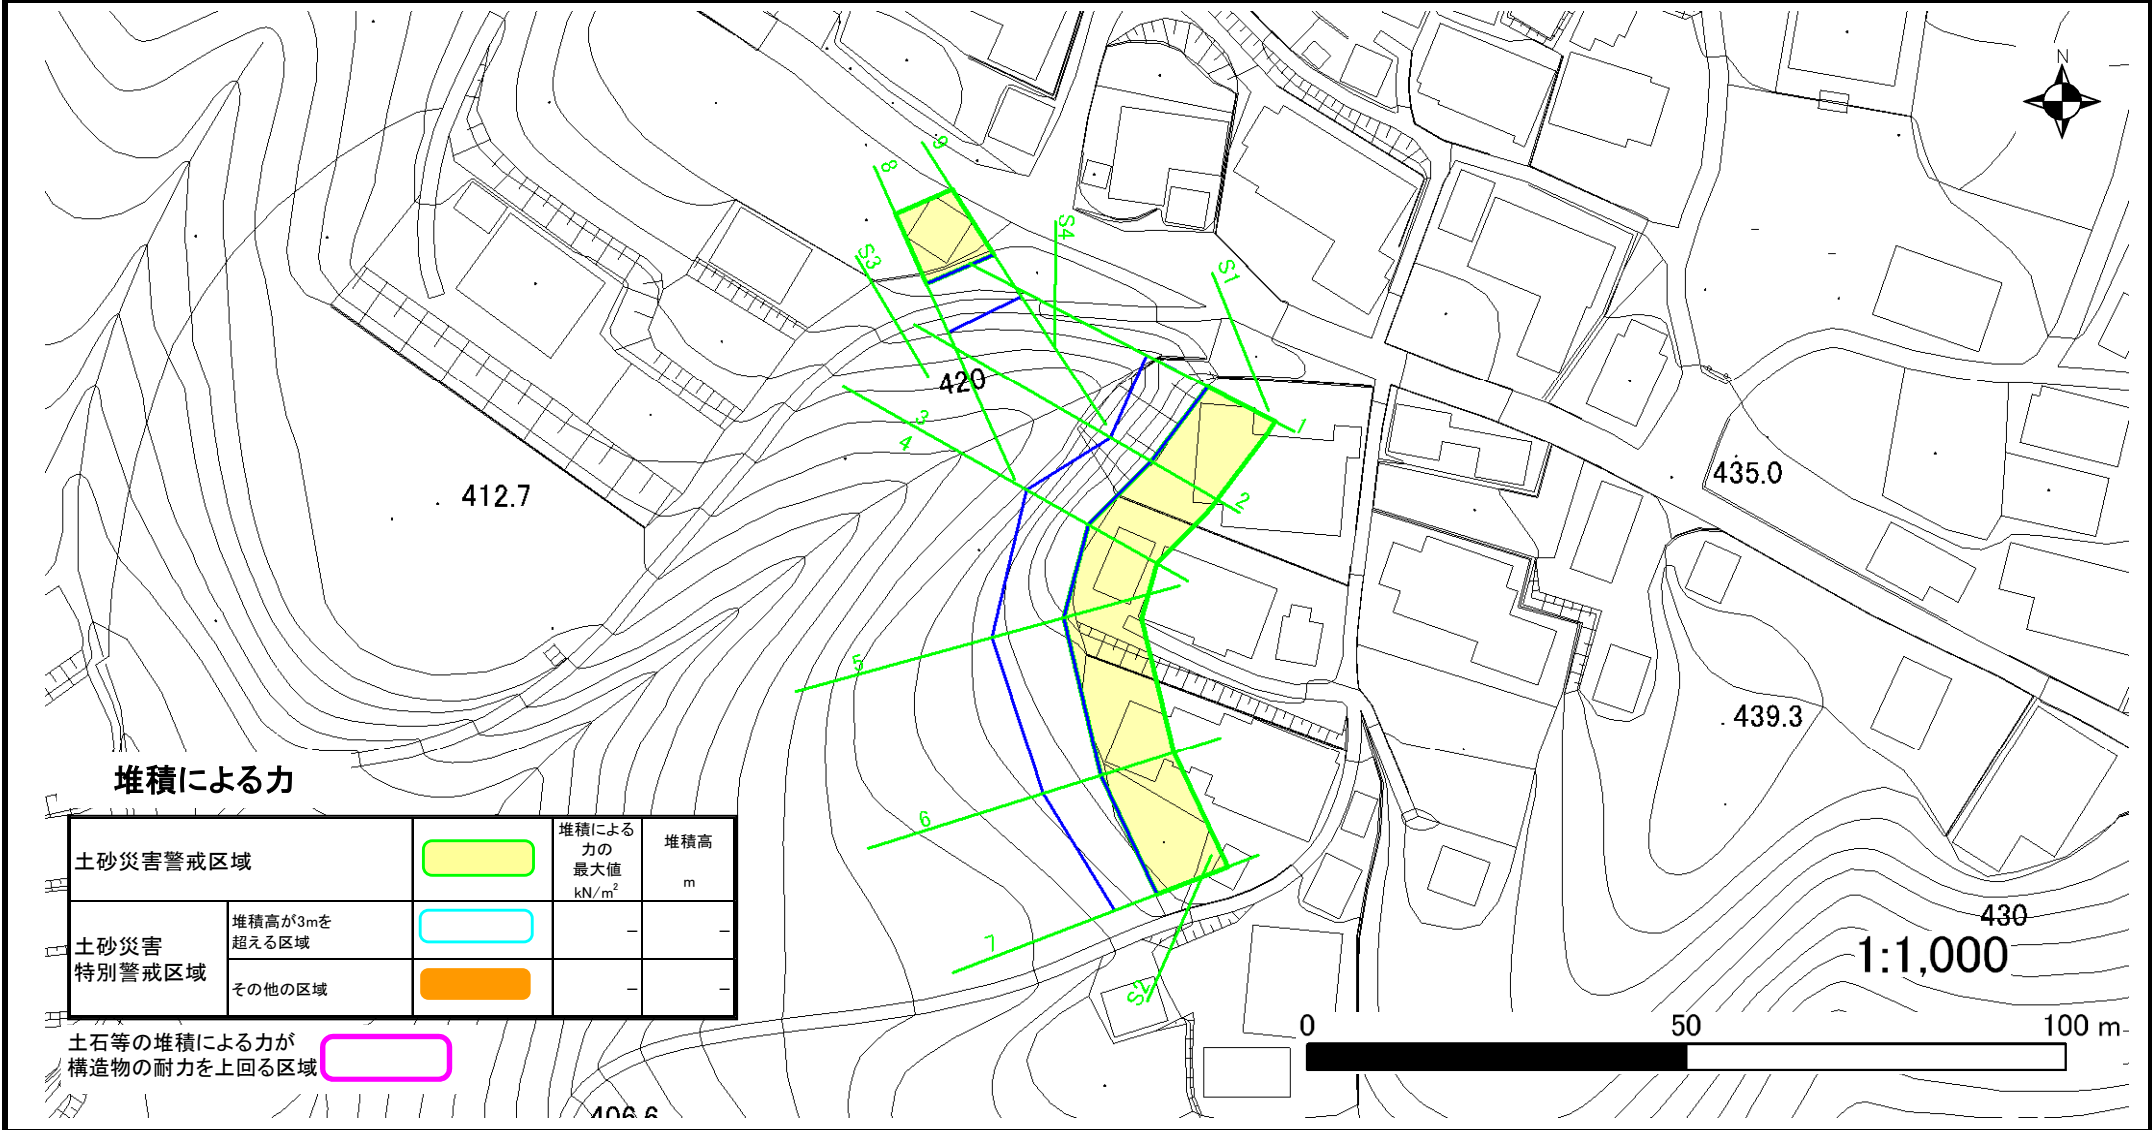 N
9
8
S4
S3
S1
420
3
4
1
2
412.7
435.0
5
439.3
6
7
S2
430
1:1,000
0 50 100 m
堆積による力
土砂災害警戒区域
堆積による
力の
最大値
kN/m²
堆積高
m
土砂災害
特別警戒区域
堆積高が3mを
超える区域
– –
その他の区域
– –
土石等の堆積による力が
構造物の耐力を上回る区域
406.6